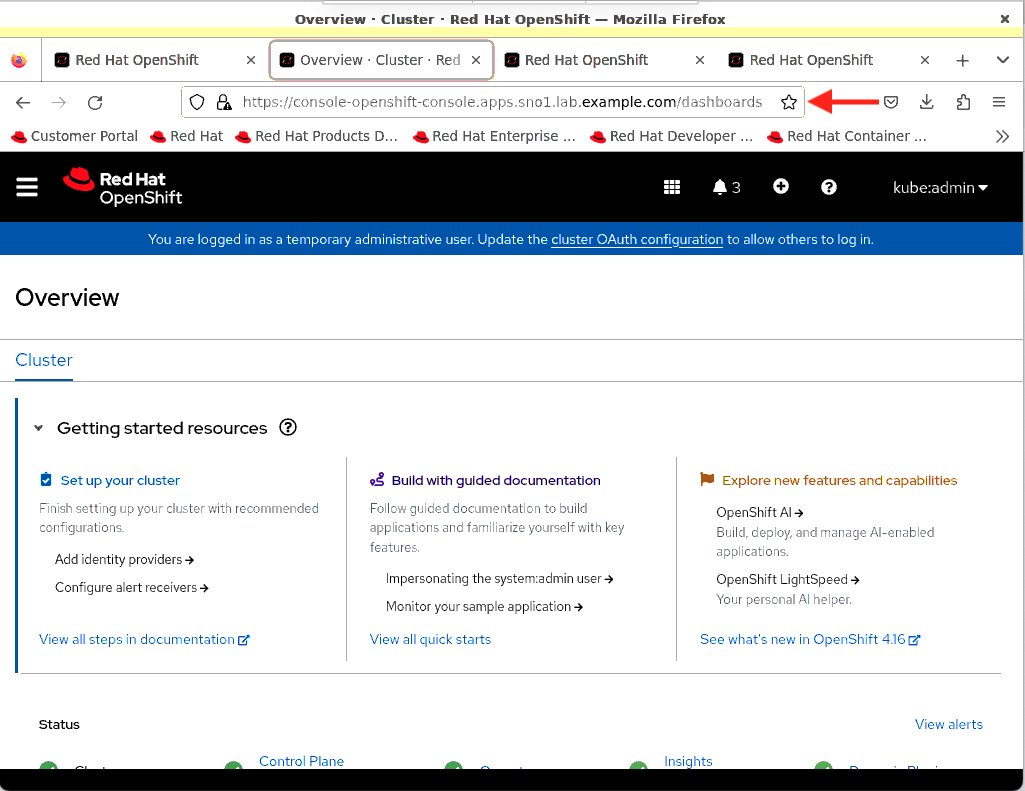 Overview · Cluster · Red Hat OpenShift — Mozilla Firefox
Red Hat OpenShift
Overview · Cluster · Red
Red Hat OpenShift
Red Hat OpenShift
https://console-openshift-console.apps.sno1.lab.example.com/dashboards
Customer Portal
Red Hat
Red Hat Products D...
Red Hat Enterprise ...
Red Hat Developer ...
Red Hat Container ...
Red Hat
OpenShift
3
kube:admin
You are logged in as a temporary administrative user. Update the cluster OAuth configuration to allow others to log in.
Overview
Cluster
Getting started resources
Set up your cluster
Finish setting up your cluster with recommended
configurations.
Add identity providers
Configure alert receivers
View all steps in documentation
Build with guided documentation
Follow guided documentation to build
applications and familiarize yourself with key
features.
Impersonating the system:admin user
Monitor your sample application
View all quick starts
Explore new features and capabilities
OpenShift AI
Build, deploy, and manage AI-enabled
applications.
OpenShift LightSpeed
Your personal AI helper.
See what's new in OpenShift 4.16
Status
View alerts
Control Plane
Insights